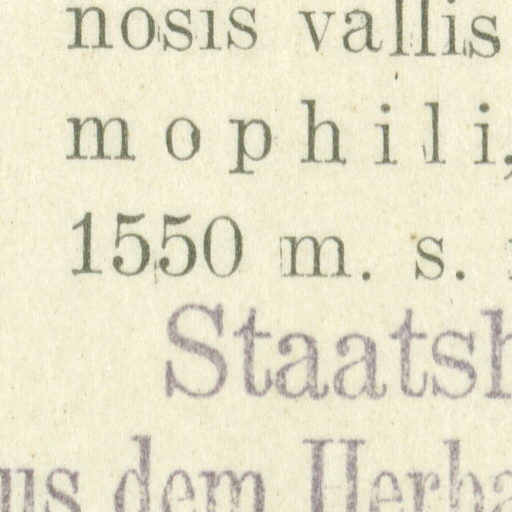 nosis vallis
mophili,
1550 m. s.
Staatsh
us dem Herba